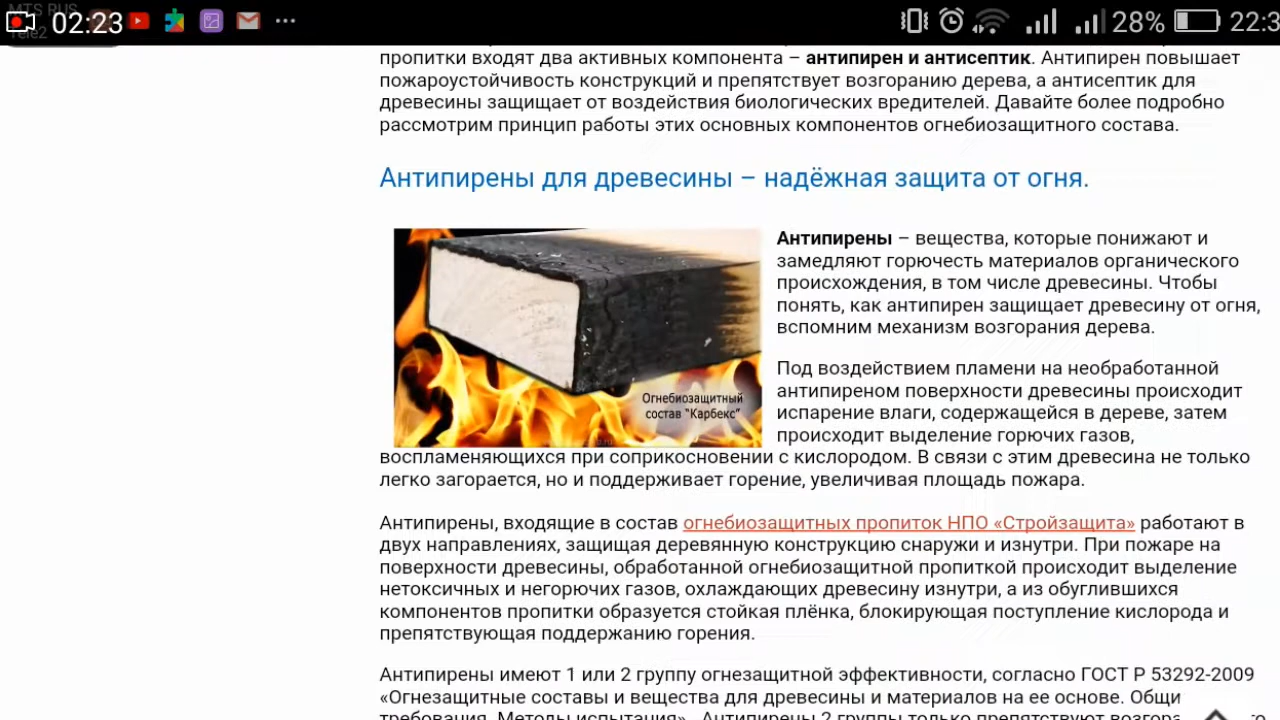 MTS RUS
Tele2
02:23
28%
22:3
пропитки входят два активных компонента – антипирен и антисептик. Антипирен повышает
пожароустойчивость конструкций и препятствует возгоранию дерева, а антисептик для
древесины защищает от воздействия биологических вредителей. Давайте более подробно
рассмотрим принцип работы этих основных компонентов огнебиозащитного состава.
Антипирены для древесины – надёжная защита от огня.
Огнебиозащитный
состав "Карбекс"
Антипирены – вещества, которые понижают и
замедляют горючесть материалов органического
происхождения, в том числе древесины. Чтобы
понять, как антипирен защищает древесину от огня,
вспомним механизм возгорания дерева.
Под воздействием пламени на необработанной
антипиреном поверхности древесины происходит
испарение влаги, содержащейся в дереве, затем
происходит выделение горючих газов,
воспламеняющихся при соприкосновении с кислородом. В связи с этим древесина не только
легко загорается, но и поддерживает горение, увеличивая площадь пожара.
Антипирены, входящие в состав огнебиозащитных пропиток НПО «Стройзащита» работают в
двух направлениях, защищая деревянную конструкцию снаружи и изнутри. При пожаре на
поверхности древесины, обработанной огнебиозащитной пропиткой происходит выделение
нетоксичных и негорючих газов, охлаждающих древесину изнутри, а из обуглившихся
компонентов пропитки образуется стойкая плёнка, блокирующая поступление кислорода и
препятствующая поддержанию горения.
Антипирены имеют 1 или 2 группу огнезащитной эффективности, согласно ГОСТ Р 53292-2009
«Огнезащитные составы и вещества для древесины и материалов на ее основе. Общи
требования. Методы испытания». Антипирены 2 группы только препятствуют